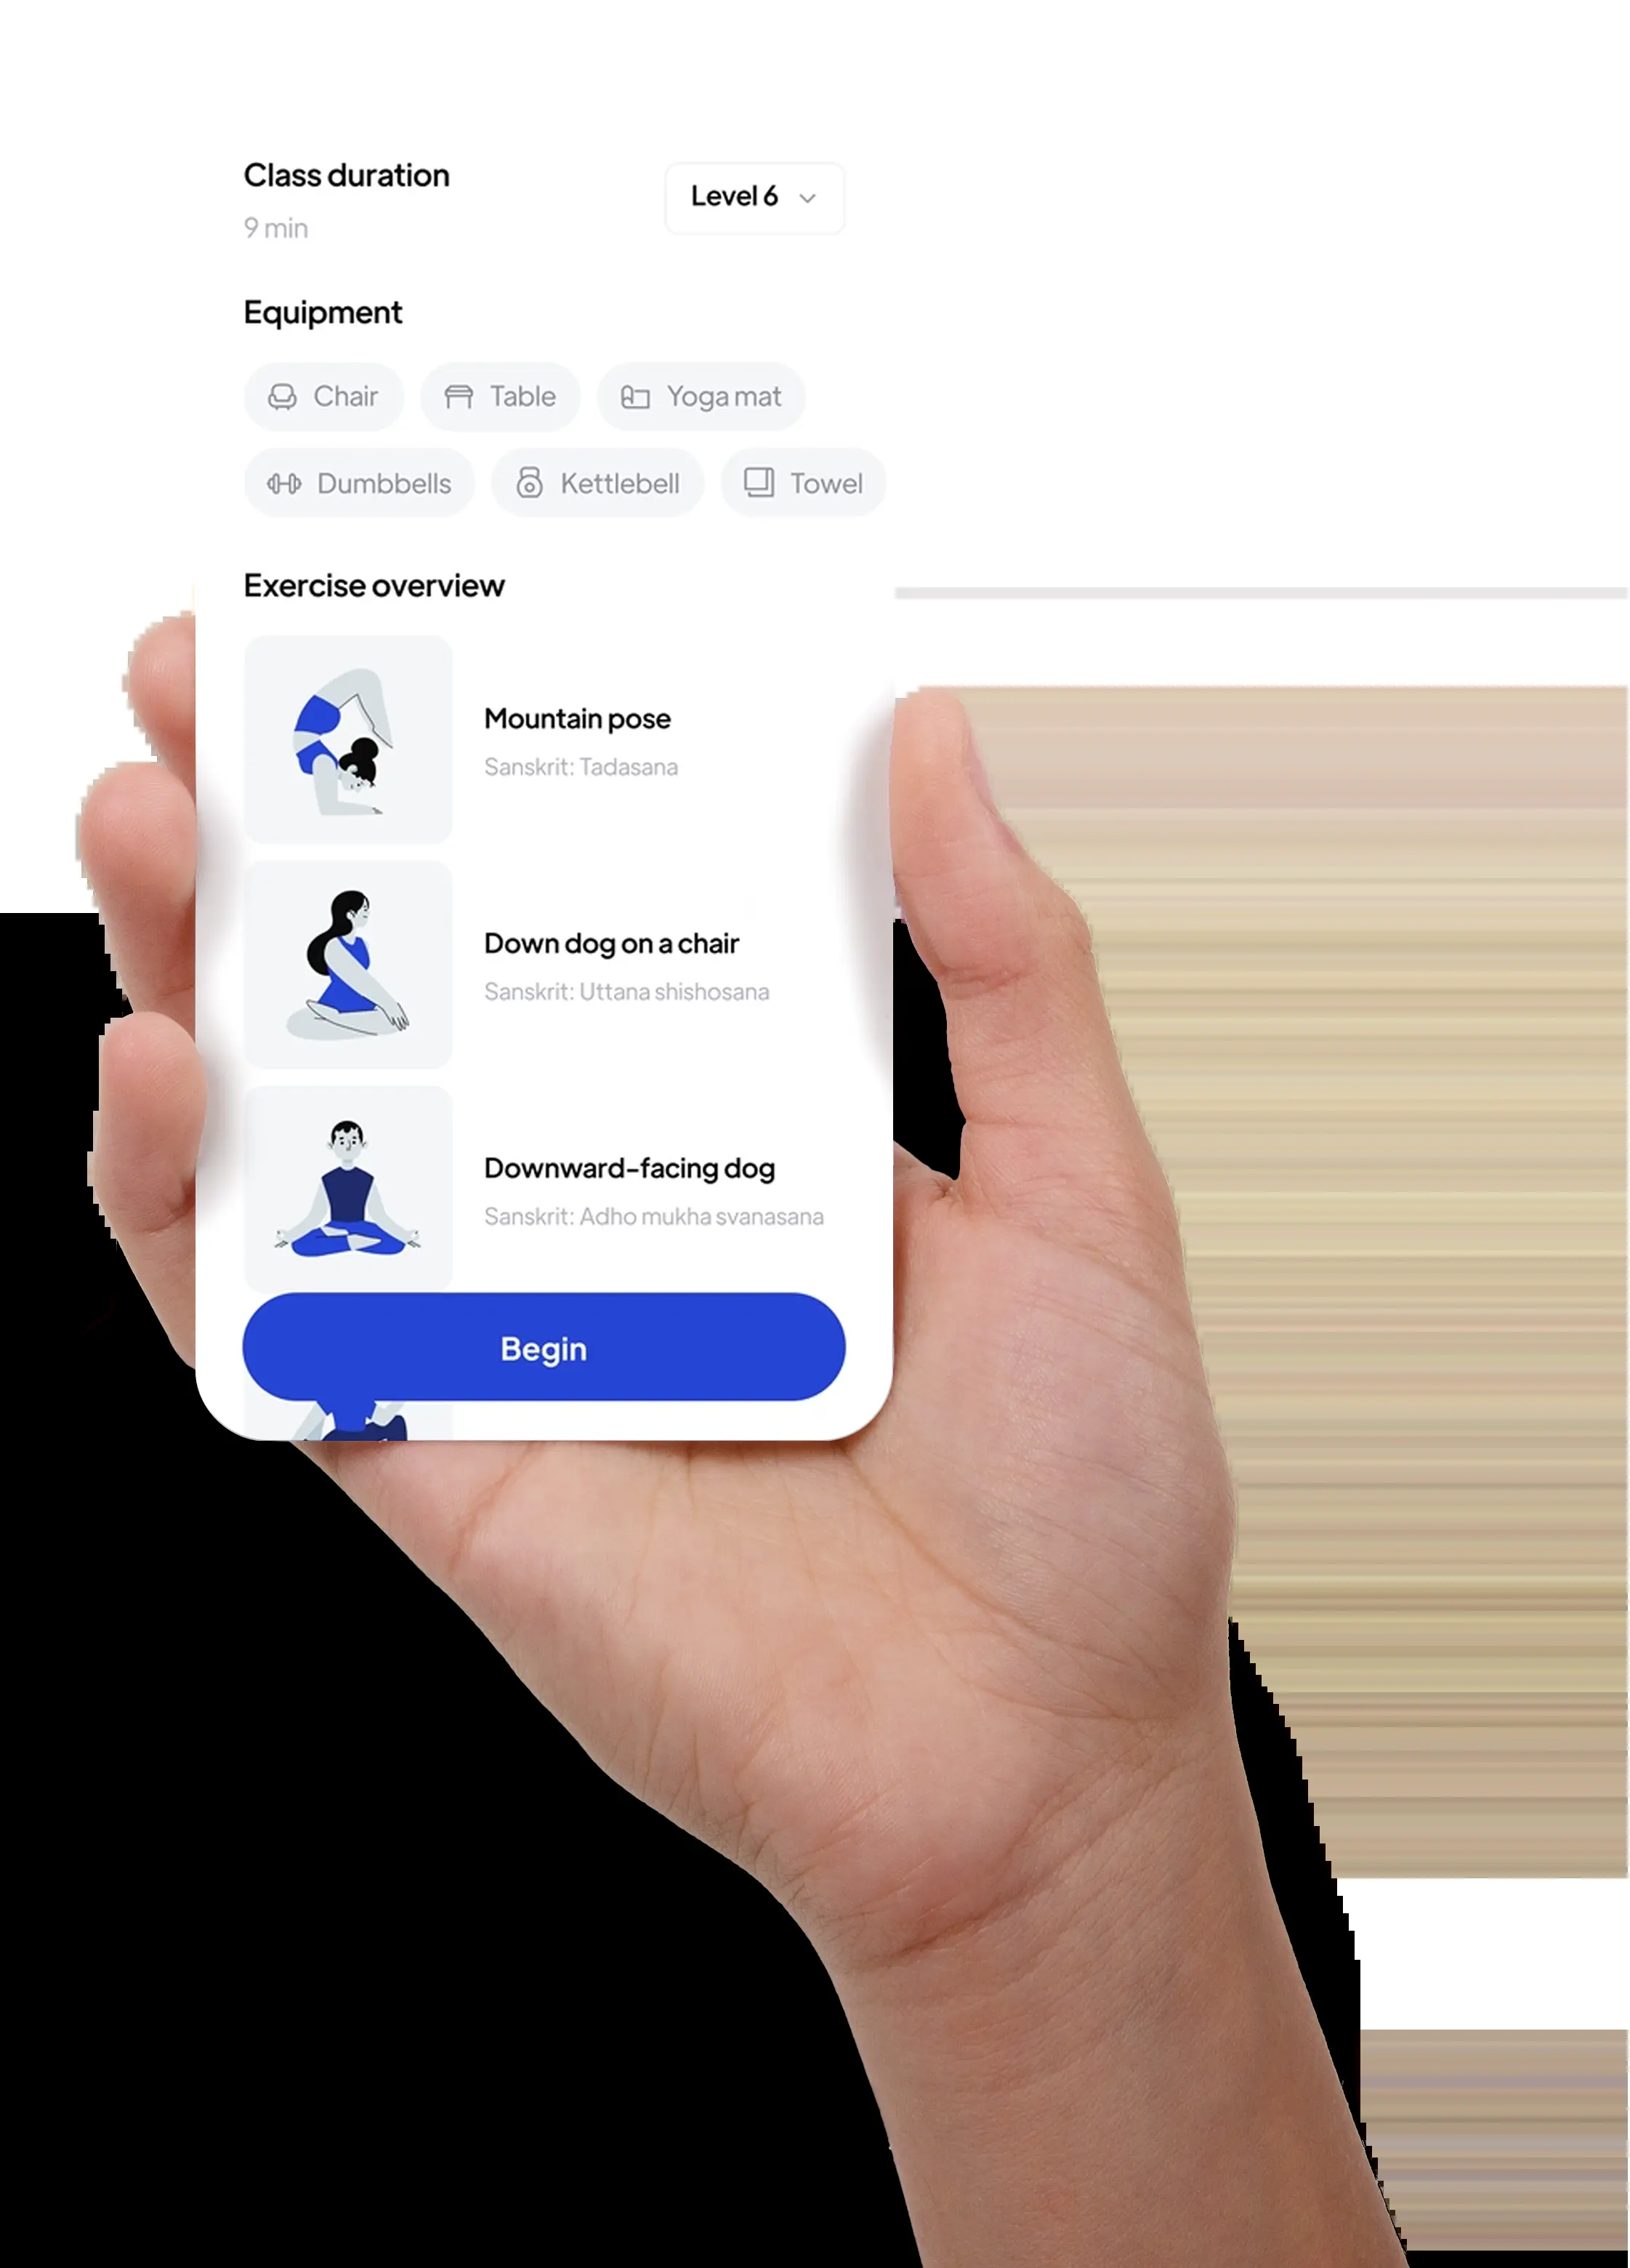 Class duration
Level 6
9 min
Equipment
Chair
Table
Yoga mat
Dumbbells
Kettlebell
Towel
Exercise overview
Mountain pose
Sanskrit: Tadasana
Down dog on a chair
Sanskrit: Uttana shishosana
Downward-facing dog
Sanskrit: Adho mukha svanasana
Begin